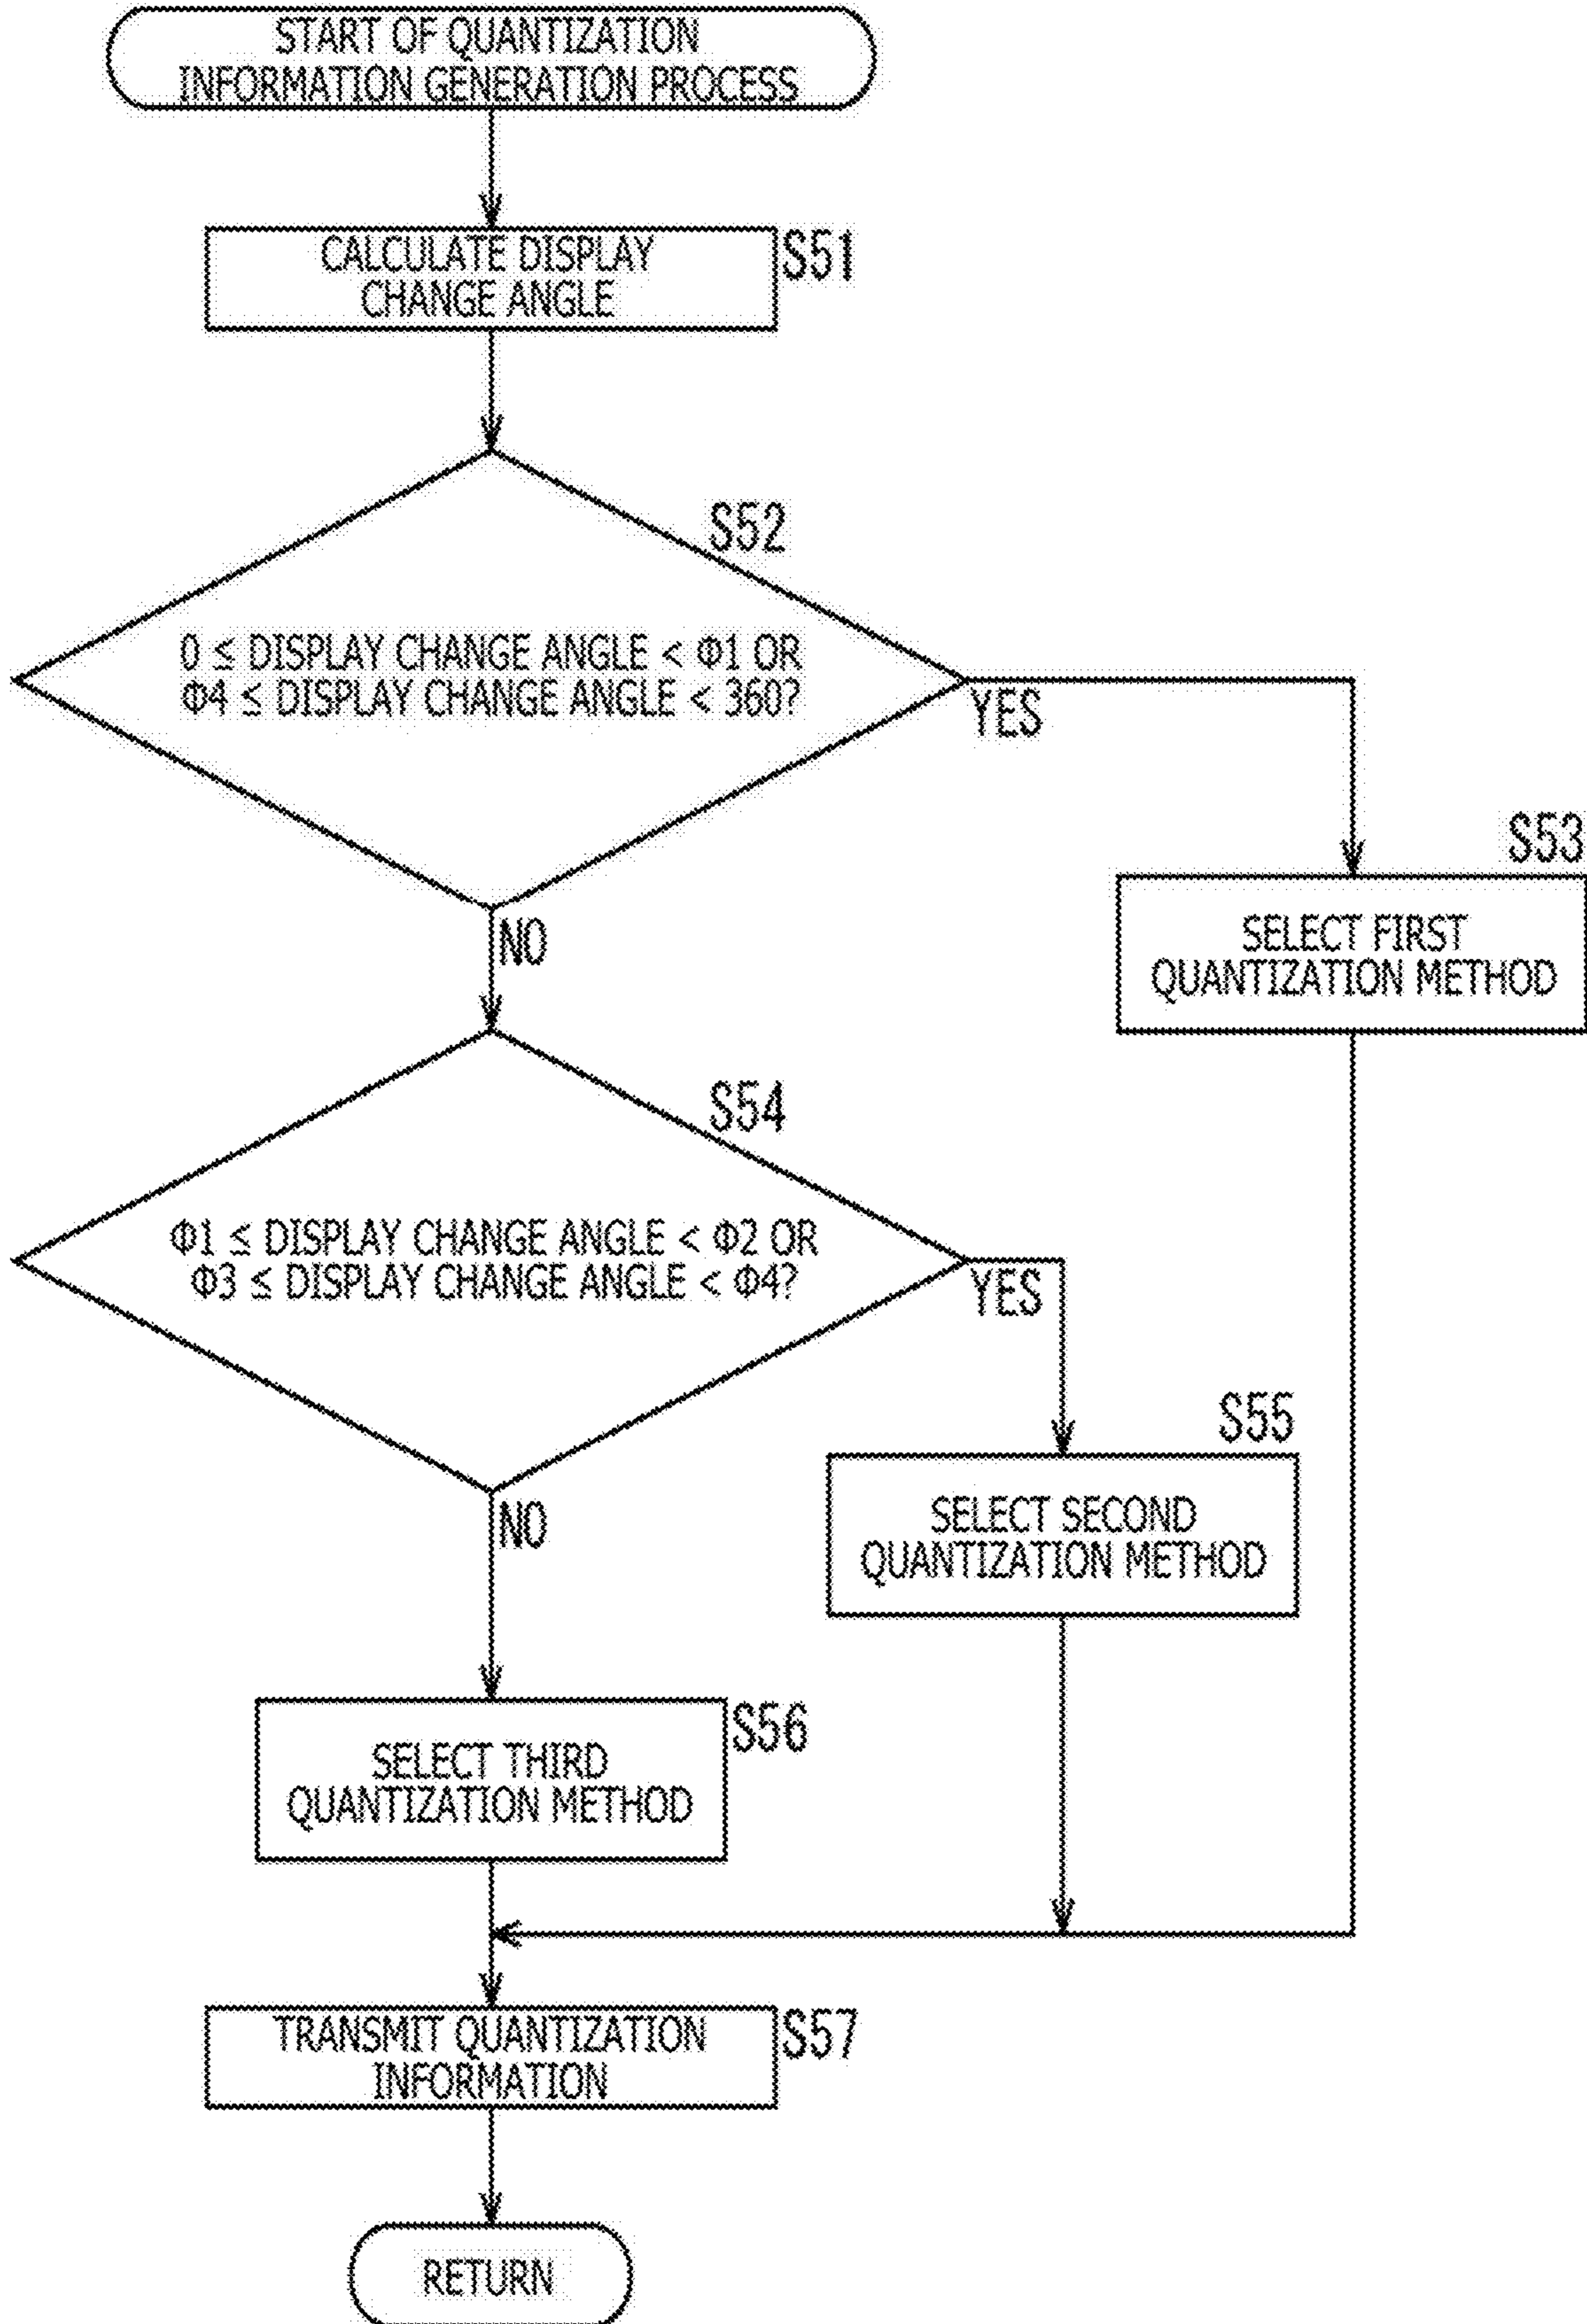 START OF QUANTIZATION
INFORMATION GENERATION PROCESS
CALCULATE DISPLAY
CHANGE ANGLE
S51
S52
0 ≤ DISPLAY CHANGE ANGLE < Φ1 OR
Φ4 ≤ DISPLAY CHANGE ANGLE < 360?
YES
NO
S53
SELECT FIRST
QUANTIZATION METHOD
S54
Φ1 ≤ DISPLAY CHANGE ANGLE < Φ2 OR
Φ3 ≤ DISPLAY CHANGE ANGLE < Φ4?
YES
NO
S55
SELECT SECOND
QUANTIZATION METHOD
S56
SELECT THIRD
QUANTIZATION METHOD
TRANSMIT QUANTIZATION
INFORMATION
S57
RETURN